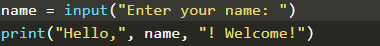 name = input("Enter your name: ")
print("Hello,", name, "! Welcome!")